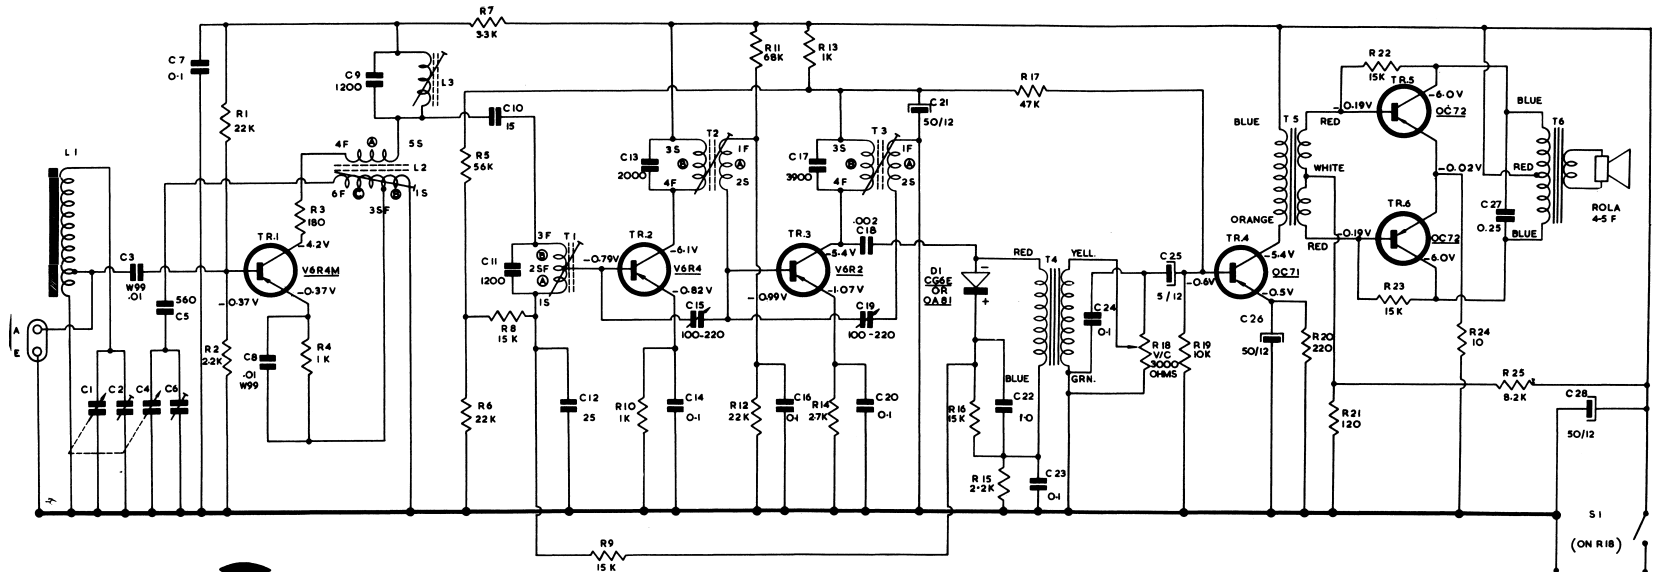 R7
3·3K
C7
0·1
R1
22K
C9
1200
L3
C10
15
R11
68K
R13
1K
R17
47K
C21
50/12
R22
15K
TR.5
-6·0V
OC72
-0·19V
BLUE
T5
RED
BLUE
T6
L1
4F
A
5S
L2
6F
C
B
1S
3SF
R5
56K
C13
2000
3S
T2
1F
B
A
4F
2S
C17
3900
3S
T3
1F
B
A
4F
2S
WHITE
-0·02V
RED
C27
0.25
BLUE
ROLA
4-5 F
R3
180
-4·2V
TR.1
V6R4M
-0·37V
-0·37V
C3
W99
.01
560
C5
3F
T1
B
2SF
A
1S
C11
1200
-0·79V
TR.2
-6·1V
V6R4
-0·82V
C15
100-220
TR.3
.002
C18
-5·4V
V6R2
-1·07V
-0·99V
C19
100-220
D1
CG6E
OR
OA81
-
+
RED
T4
YELL.
C24
0·1
C25
5/12
-0·6V
ORANGE
TR.4
-5·4V
OC71
-0·5V
RED
-0·19V
TR.6
OC72
-6·0V
R23
15K
A
E
R2
2·2K
C8
.01
W99
R4
1K
R8
15K
R18
V/C
3000
OHMS
R19
10K
C26
50/12
R20
220
R24
10
BLUE
GRN.
R25
8·2K
C1
C2
C4
C6
R6
22K
C12
25
R10
1K
C14
0·1
R12
22K
C16
0·1
R14
2·7K
C20
0·1
R16
15K
C22
1·0
R21
120
C28
50/12
R15
2·2K
C23
0·1
S1
(ON R18)
R9
15K